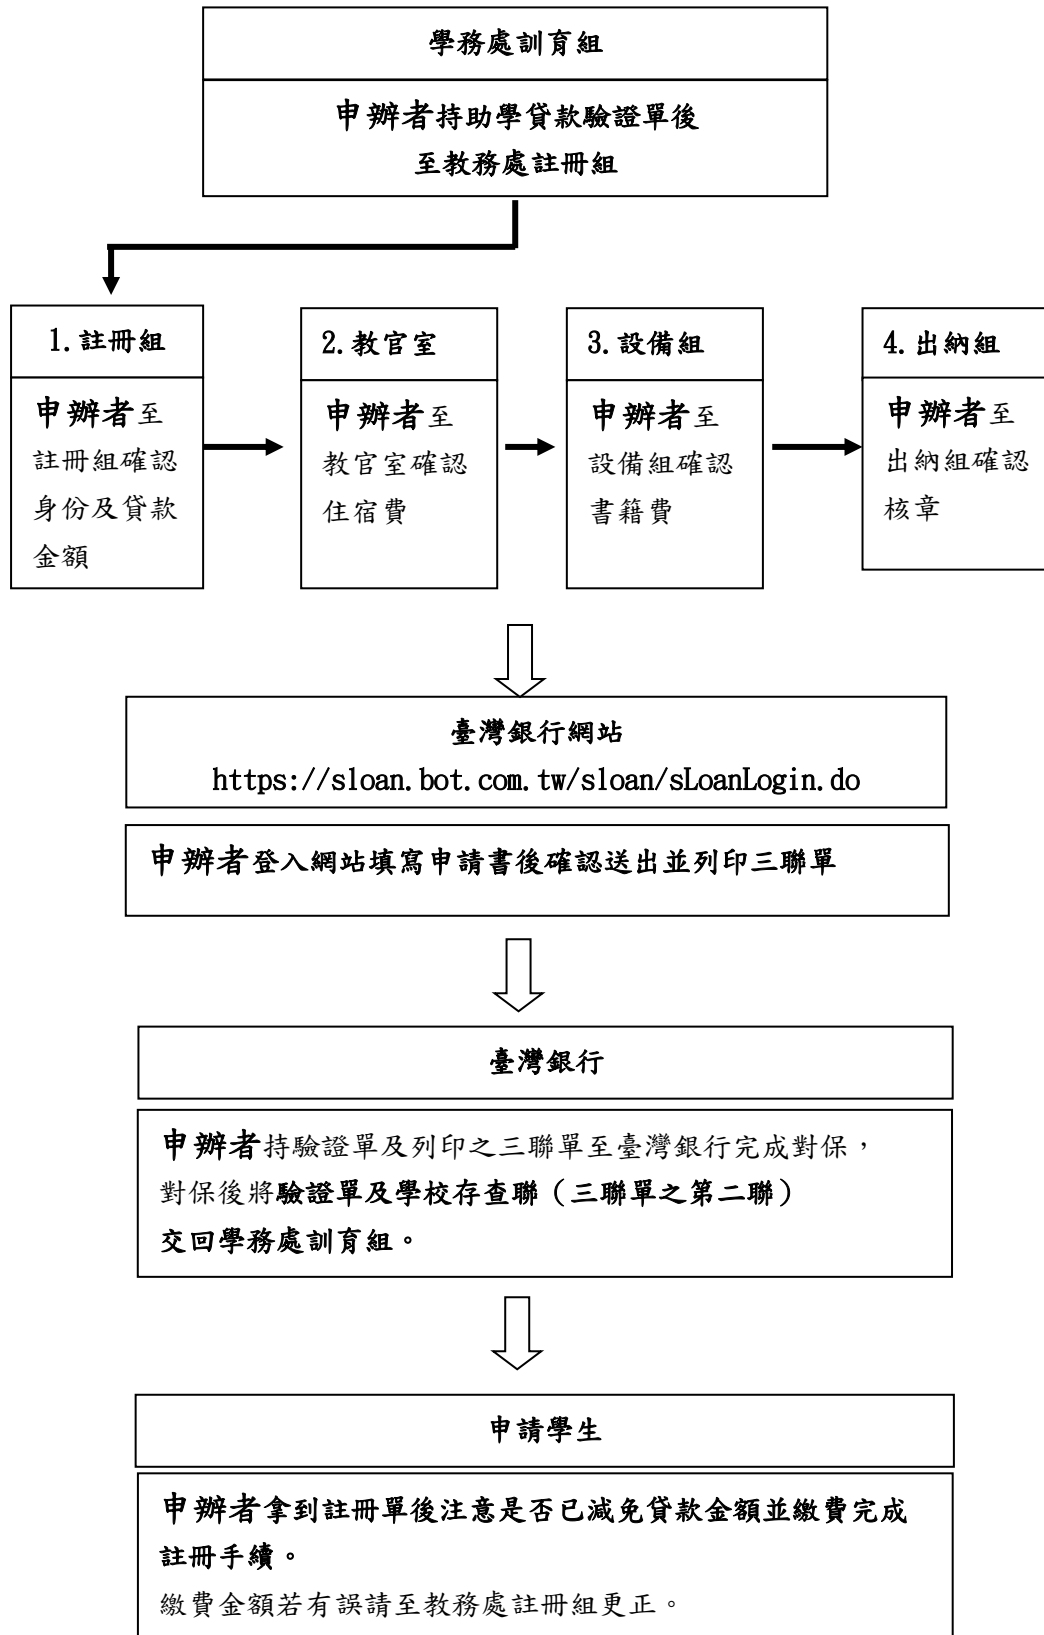 學務處訓育組
申辦者持助學貸款驗證單後
至教務處註冊組
1.註冊組
申辦者至
註冊組確認
身份及貸款
金額
2.教官室
申辦者至
教官室確認
住宿費
3.設備組
申辦者至
設備組確認
書籍費
4.出納組
申辦者至
出納組確認
核章
臺灣銀行網站
https://sloan.bot.com.tw/sloan/sLoanLogin.do
申辦者登入網站填寫申請書後確認送出並列印三聯單
臺灣銀行
申辦者持驗證單及列印之三聯單至臺灣銀行完成對保，
對保後將驗證單及學校存查聯（三聯單之第二聯）
交回學務處訓育組。
申請學生
申辦者拿到註冊單後注意是否已減免貸款金額並繳費完成
註冊手續。
繳費金額若有誤請至教務處註冊組更正。